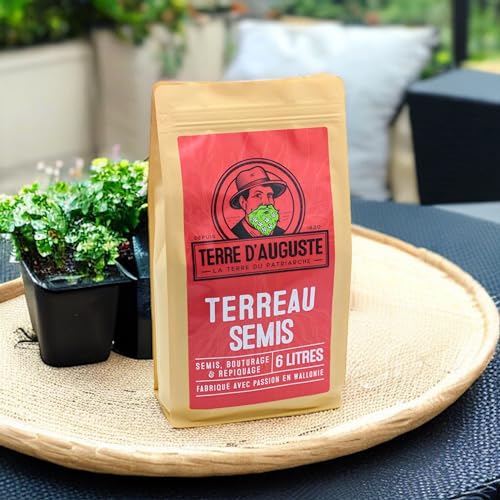 DEPUIS 1830
TERRE D'AUGUSTE
LA TERRE DU PATRIARCHE
TERREAU
SEMIS
SEMIS, BOUTURAGE
& REPIQUAGE
6 LITRES
FABRIQUÉ AVEC PASSION EN WALLONIE